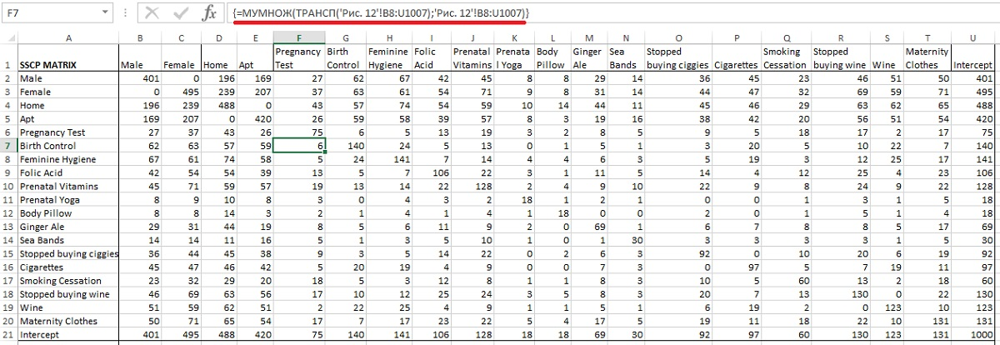 F7 fx {=МУМНОЖ(ТРАНСП('Рис. 12'!B8:U1007);'Рис. 12'!B8:U1007)}
A B C D E F G H I J K L M N O P Q R S T U
Pregnancy Birth Feminine Folic Prenatal Prenata Body Ginger Sea Stopped Smoking Stopped Maternity
1 SSCP MATRIX Male Female Home Apt Test Control Hygiene Acid Vitamins l Yoga Pillow Ale Bands buying ciggies Cigarettes Cessation buying wine Wine Clothes Intercept
2 Male 401 0 196 169 27 62 67 42 45 8 8 29 14 36 45 23 46 51 50 401
3 Female 0 495 239 207 37 63 61 54 71 9 8 31 14 44 47 32 69 59 71 495
4 Home 196 239 488 0 43 57 74 54 59 10 14 44 11 45 46 29 63 62 65 488
5 Apt 169 207 0 420 26 59 58 39 57 8 3 19 16 38 42 20 56 51 54 420
6 Pregnancy Test 27 37 43 26 75 6 5 13 19 3 2 8 5 9 5 18 17 2 17 75
7 Birth Control 62 63 57 59 6 140 24 5 13 0 1 5 1 3 20 5 10 22 7 140
8 Feminine Hygiene 67 61 74 58 5 24 141 7 14 4 4 6 3 5 19 3 12 25 17 141
9 Folic Acid 42 54 54 39 13 5 7 106 22 3 1 11 5 14 4 12 25 4 23 106
10 Prenatal Vitamins 45 71 59 57 19 13 14 22 128 2 4 9 10 22 9 8 24 9 22 128
11 Prenatal Yoga 8 9 10 8 3 0 4 3 2 18 1 2 1 0 0 1 3 1 5 18
12 Body Pillow 8 8 14 3 2 1 4 1 4 1 18 0 0 2 0 1 5 1 4 18
13 Ginger Ale 29 31 44 19 8 5 6 11 9 2 0 69 1 6 7 8 8 5 17 69
14 Sea Bands 14 14 11 16 5 1 3 5 10 1 0 1 30 3 3 3 3 1 5 30
15 Stopped buying ciggies 36 44 45 38 9 3 5 14 22 0 2 6 3 92 0 10 20 6 19 92
16 Cigarettes 45 47 46 42 5 20 19 4 9 0 0 7 3 0 97 5 7 19 11 97
17 Smoking Cessation 23 32 29 20 18 5 3 12 8 1 1 8 3 10 5 60 13 2 18 60
18 Stopped buying wine 46 69 63 56 17 10 12 25 24 3 5 8 3 20 7 13 130 0 22 130
19 Wine 51 59 62 51 2 22 25 4 9 1 1 5 1 6 19 2 0 123 10 123
20 Maternity Clothes 50 71 65 54 17 7 17 23 22 5 4 17 5 19 11 18 22 10 131 131
21 Intercept 401 495 488 420 75 140 141 106 128 18 18 69 30 92 97 60 130 123 131 1000